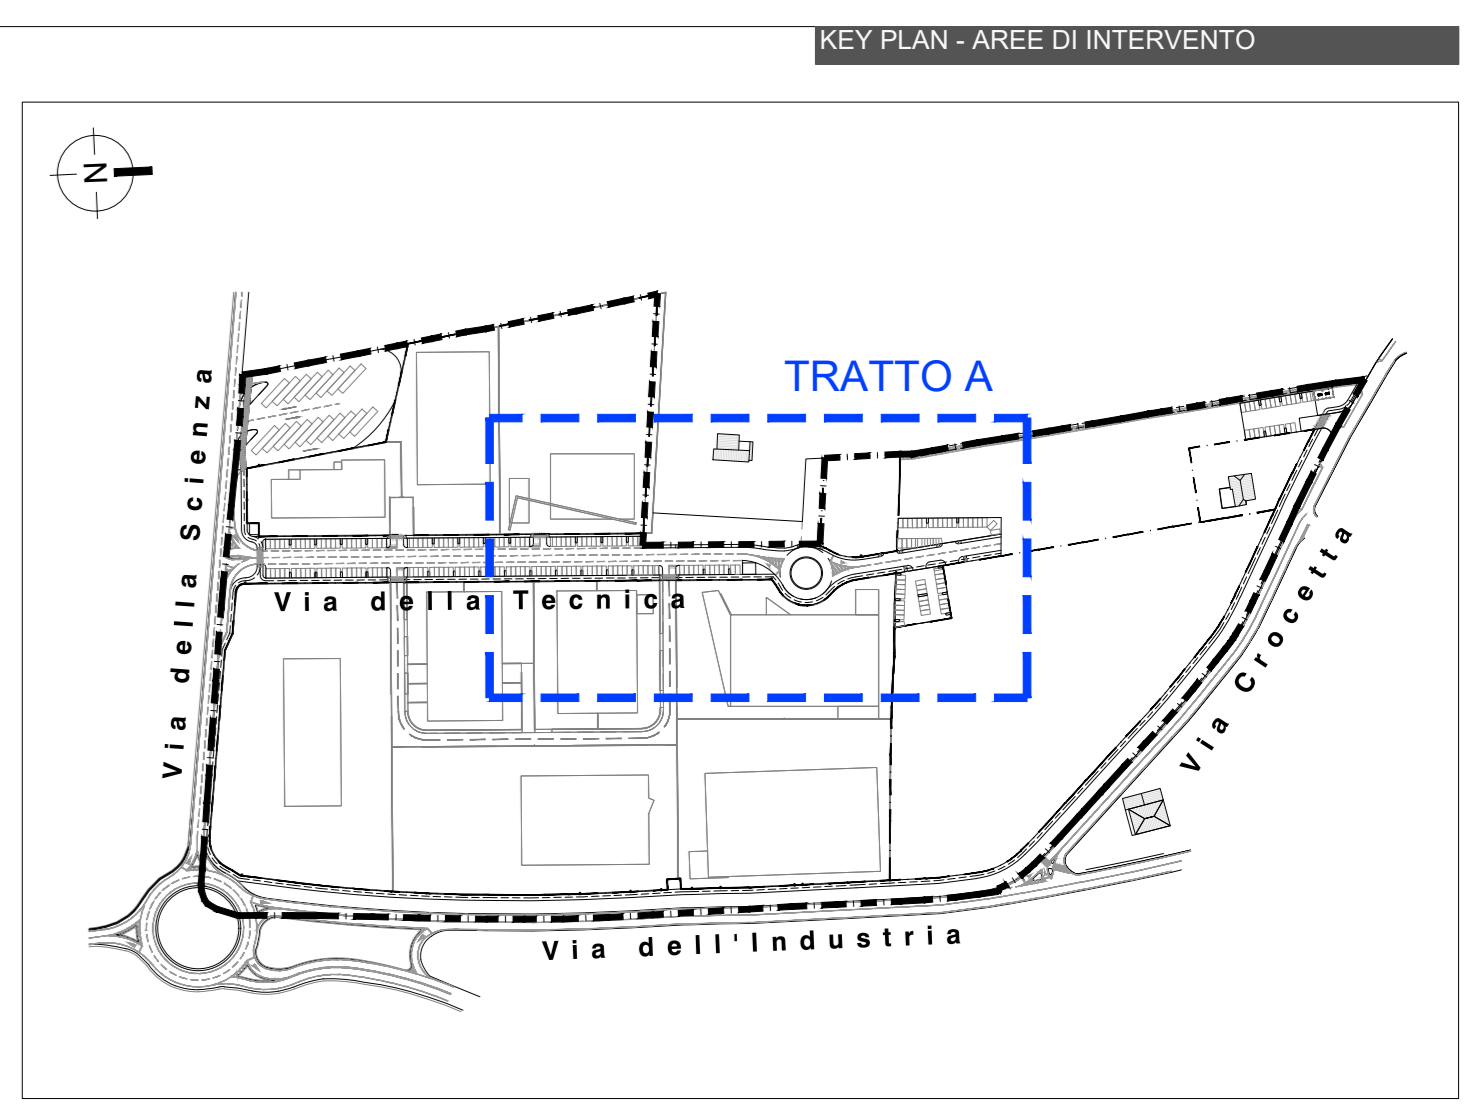 KEY PLAN - AREE DI INTERVENTO
N
TRATTO A
Via della Scienza
Via della Tecnica
Via Crocetta
Via dell'Industria